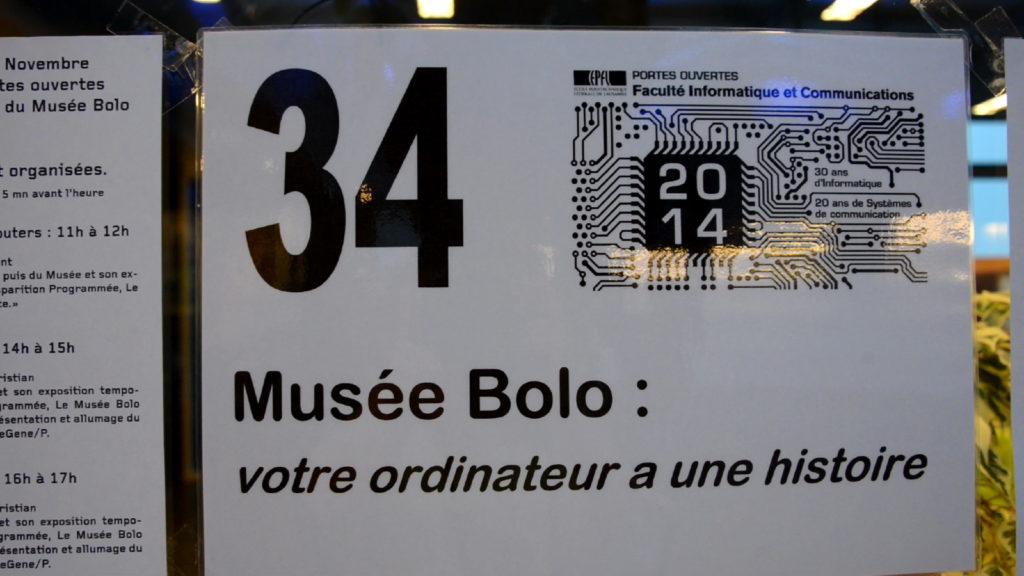 Novembre
tes ouvertes
du Musée Bolo
t organisées.
5 mn avant l'heure
outers : 11h à 12h
nt
puis du Musée et son ex-
sparition Programmée, Le
te.»
14h à 15h
ristian
et son exposition tempo-
grammée, Le Musée Bolo
ésentation et allumage du
eGene/P.
16h à 17h
ristian
et son exposition tempo-
grammée, Le Musée Bolo
ésentation et allumage du
eGene/P.
34
EPFL
PORTES OUVERTES
Faculté Informatique et Communications
20
14
30 ans
d'Informatique
20 ans de Systèmes
de communication
Musée Bolo :
votre ordinateur a une histoire